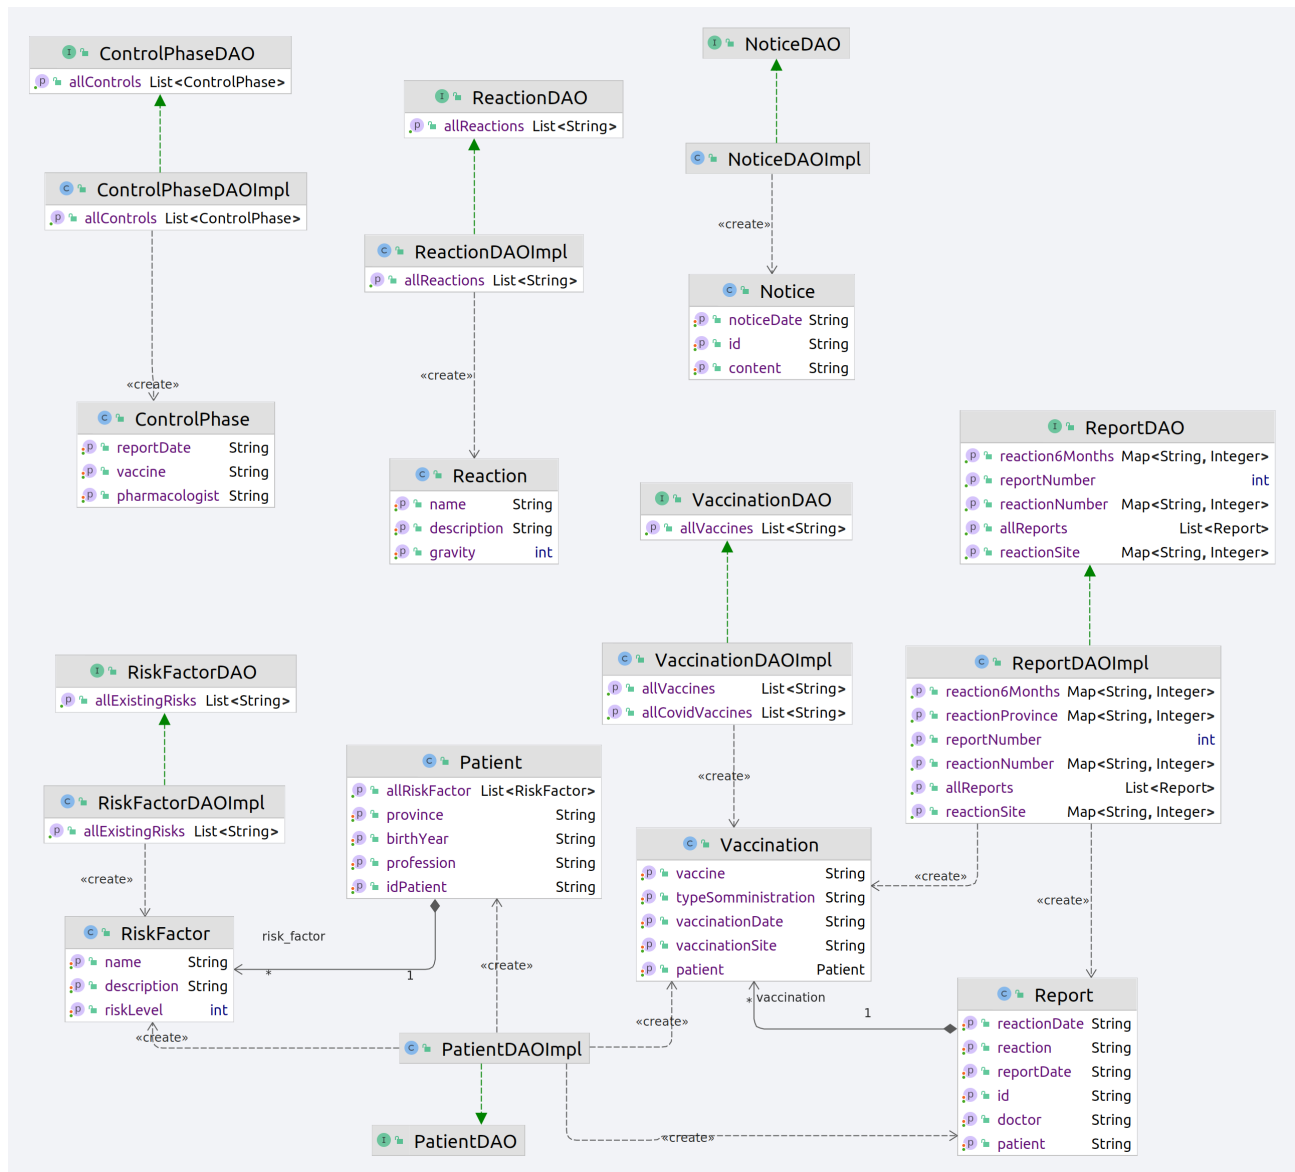 ControlPhaseDAO
allControls List<ControlPhase>
ControlPhaseDAOImpl
allControls List<ControlPhase>
«create»
ControlPhase
reportDate String
vaccine String
pharmacologist String
ReactionDAO
allReactions List<String>
ReactionDAOImpl
allReactions List<String>
«create»
Reaction
name String
description String
gravity int
NoticeDAO
NoticeDAOImpl
«create»
Notice
noticeDate String
id String
content String
VaccinationDAO
allVaccines List<String>
VaccinationDAOImpl
allVaccines List<String>
allCovidVaccines List<String>
«create»
Vaccination
vaccine String
typeSomministration String
vaccinationDate String
vaccinationSite String
patient Patient
ReportDAO
reaction6Months Map<String, Integer>
reportNumber int
reactionNumber Map<String, Integer>
allReports List<Report>
reactionSite Map<String, Integer>
ReportDAOImpl
reaction6Months Map<String, Integer>
reactionProvince Map<String, Integer>
reportNumber int
reactionNumber Map<String, Integer>
allReports List<Report>
reactionSite Map<String, Integer>
«create»
«create»
Report
reactionDate String
reaction String
reportDate String
id String
doctor String
patient String
* vaccination
1
RiskFactorDAO
allExistingRisks List<String>
RiskFactorDAOImpl
allExistingRisks List<String>
«create»
RiskFactor
name String
description String
riskLevel int
Patient
allRiskFactor List<RiskFactor>
province String
birthYear String
profession String
idPatient String
risk_factor
* 1
«create»
«create»
«create»
PatientDAOImpl
«create»
PatientDAO